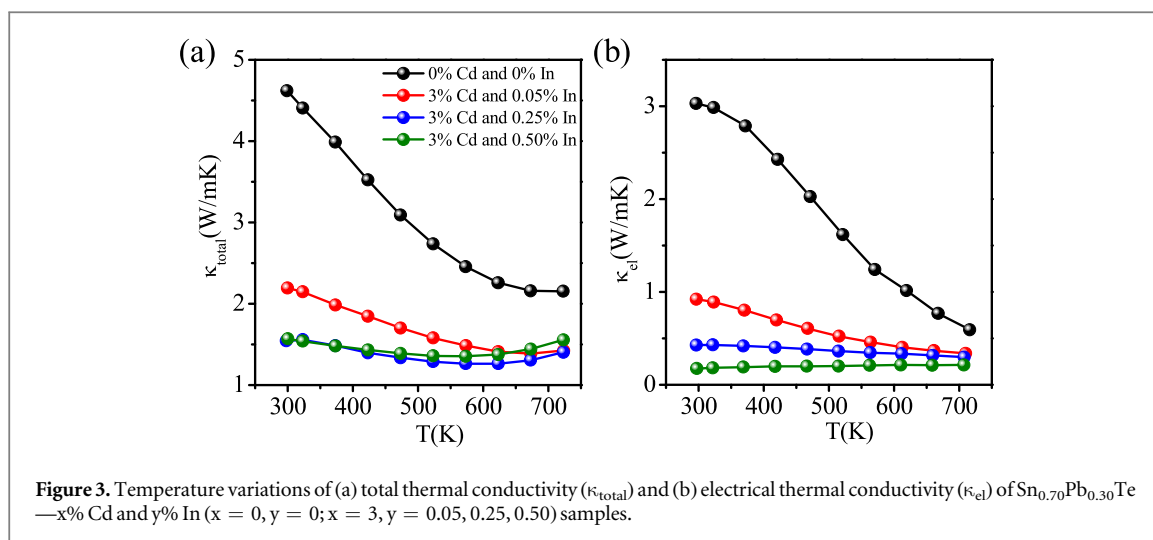 (a)
5
4
3
2
1
κtotal(W/mK)
0% Cd and 0% In
3% Cd and 0.05% In
3% Cd and 0.25% In
3% Cd and 0.50% In
300 400 500 600 700
T(K)
(b)
3
2
1
0
κel(W/mK)
300 400 500 600 700
T(K)
Figure 3. Temperature variations of (a) total thermal conductivity (κtotal) and (b) electrical thermal conductivity (κel) of Sn0.70Pb0.30Te
—x% Cd and y% In (x = 0, y = 0; x = 3, y = 0.05, 0.25, 0.50) samples.